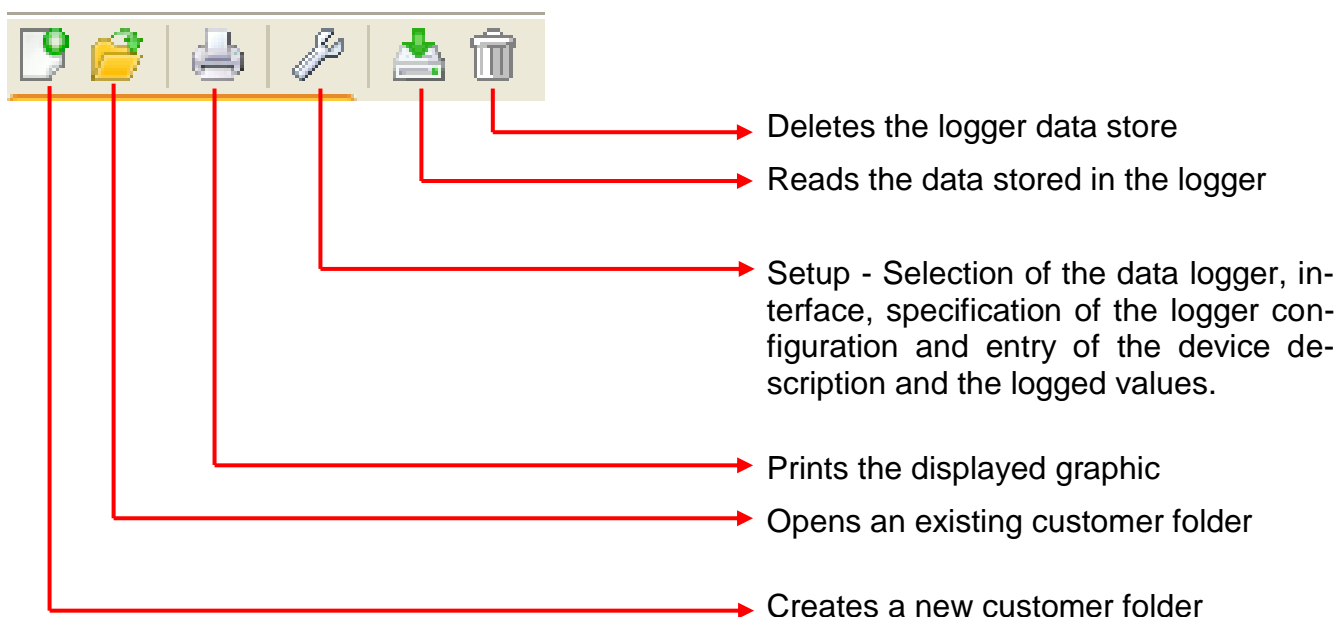 Deletes the logger data store
Reads the data stored in the logger
Setup - Selection of the data logger, in-
terface, specification of the logger con-
figuration and entry of the device de-
scription and the logged values.
Prints the displayed graphic
Opens an existing customer folder
Creates a new customer folder